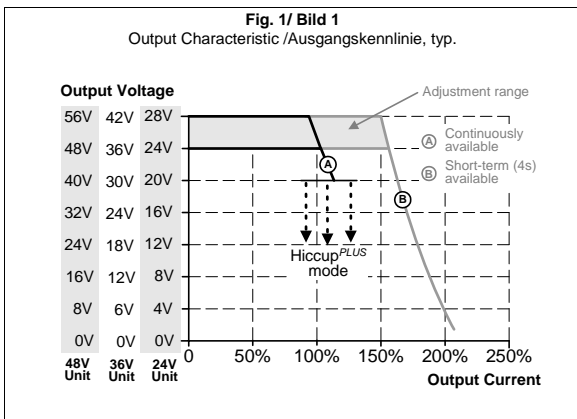 Fig. 1/ Bild 1
Output Characteristic /Ausgangskennlinie, typ.
Output Voltage
Adjustment range
56V 42V 28V
A Continuously available
48V 36V 24V
A
B Short-term (4s) available
40V 30V 20V
B
32V 24V 16V
24V 18V 12V
HiccupPLUS
mode
16V 12V 8V
8V 6V 4V
0V 0V 0V
0 50% 100% 150% 200% 250%
48V Unit 36V Unit 24V Unit
Output Current